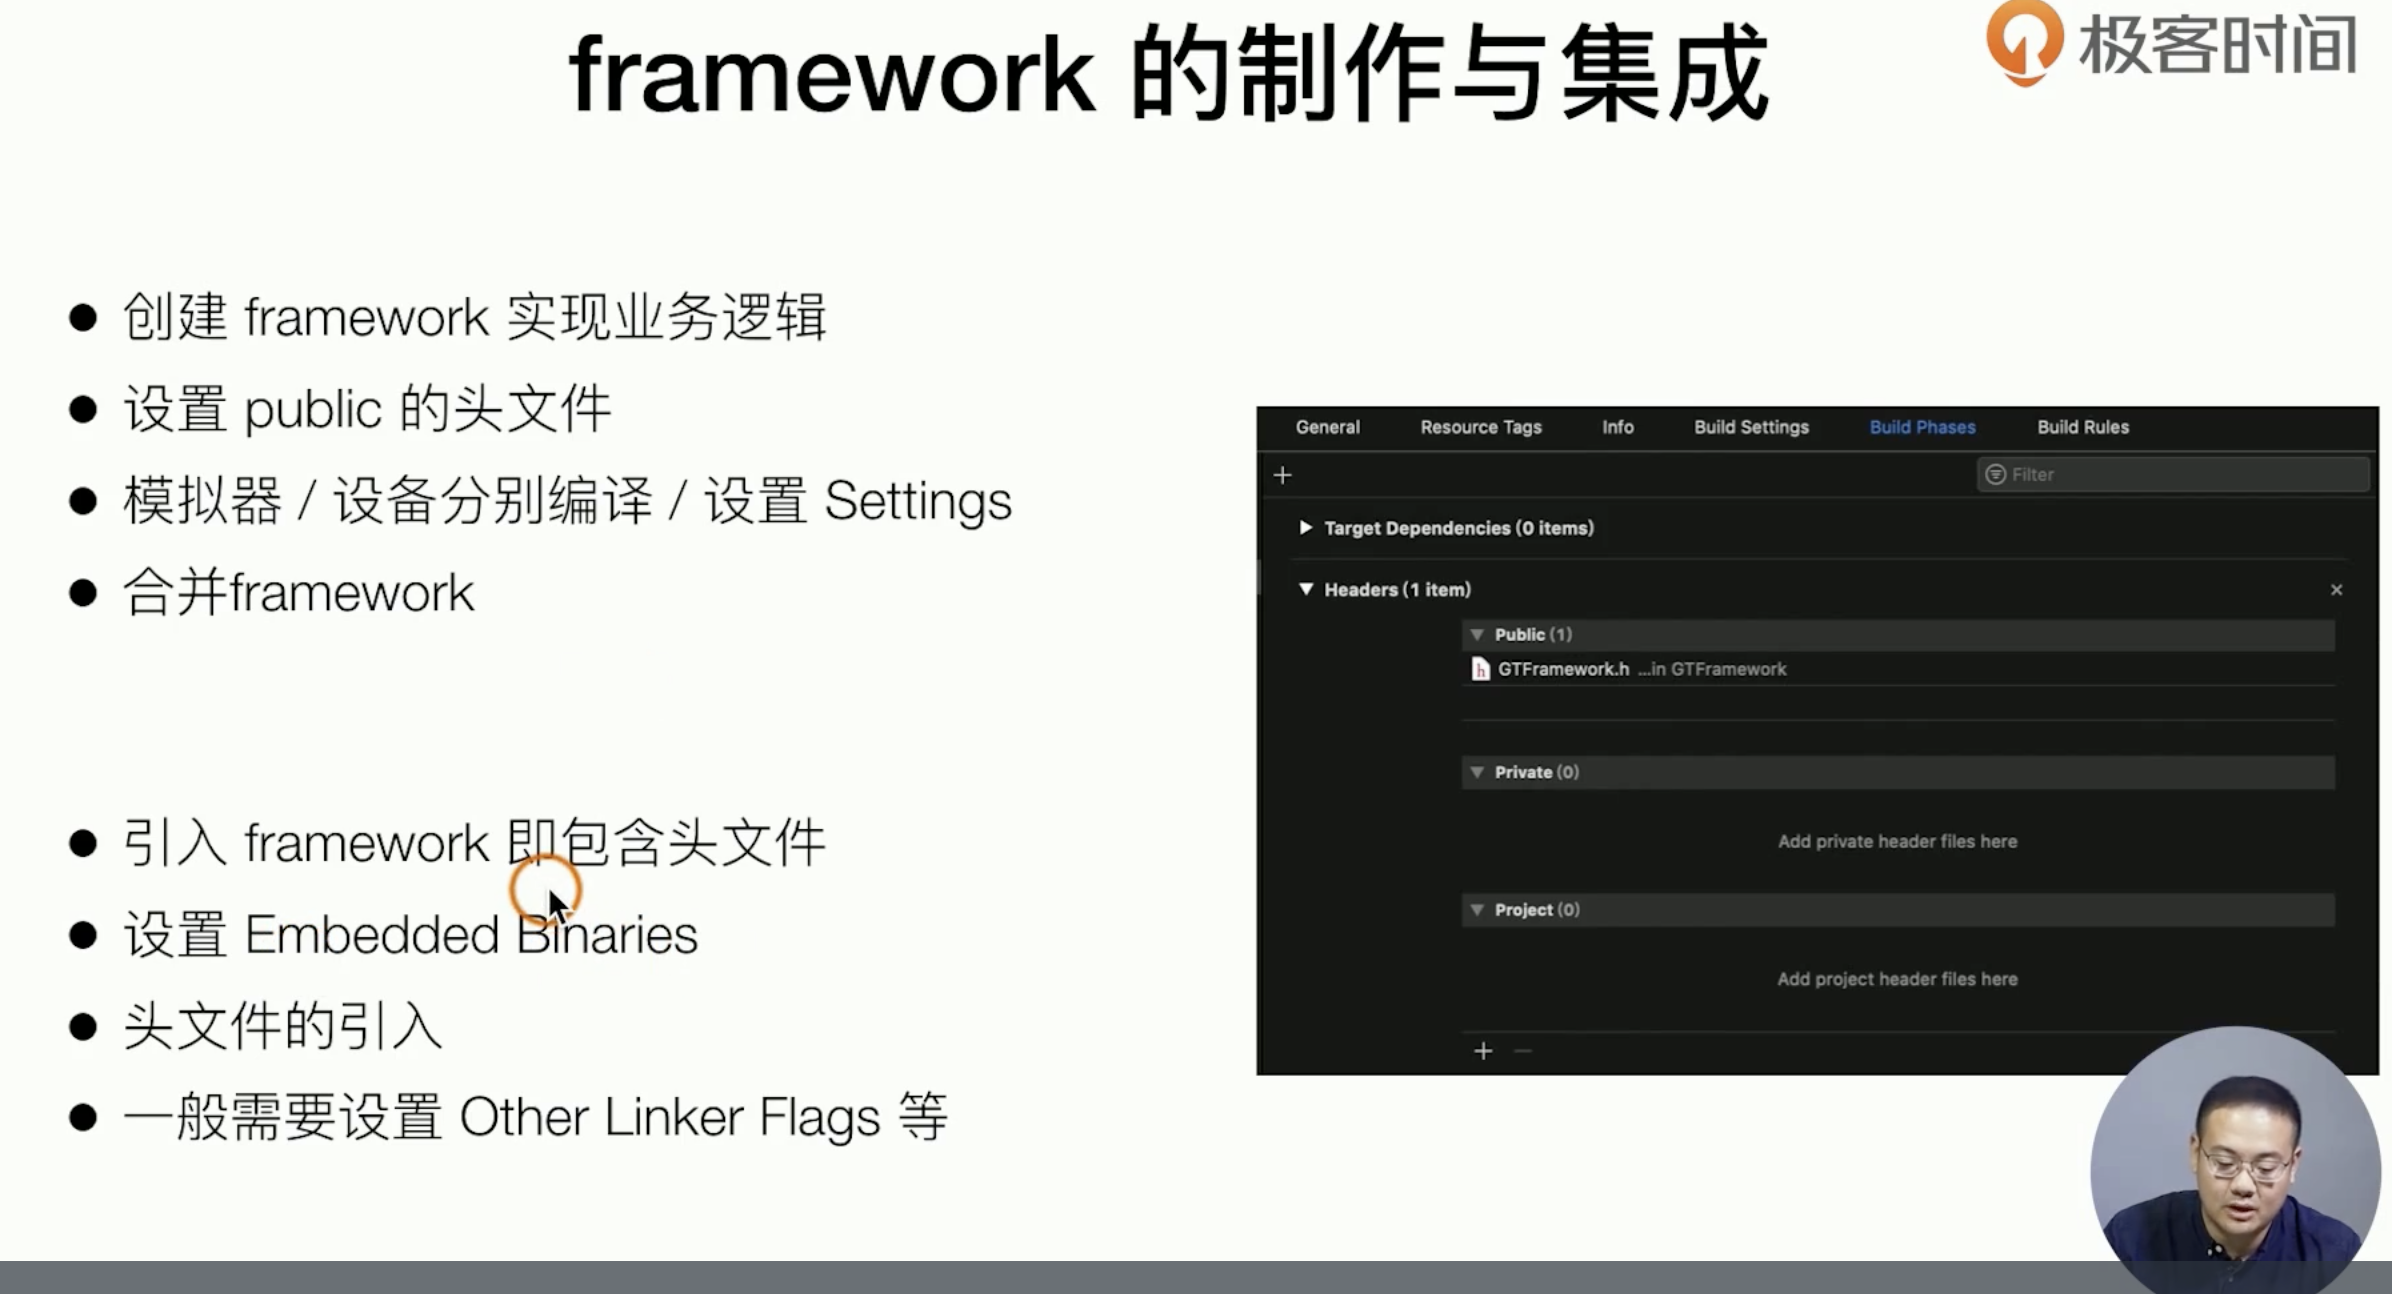 framework 的制作与集成
极客时间
创建 framework 实现业务逻辑
设置 public 的头文件
模拟器 / 设备分别编译 / 设置 Settings
合并framework
引入 framework 即包含头文件
设置 Embedded Binaries
头文件的引入
一般需要设置 Other Linker Flags 等
General Resource Tags Info Build Settings Build Phases Build Rules
Filter
Target Dependencies (0 items)
Headers (1 item)
Public (1)
GTFramework.h ...in GTFramework
Private (0)
Add private header files here
Project (0)
Add project header files here